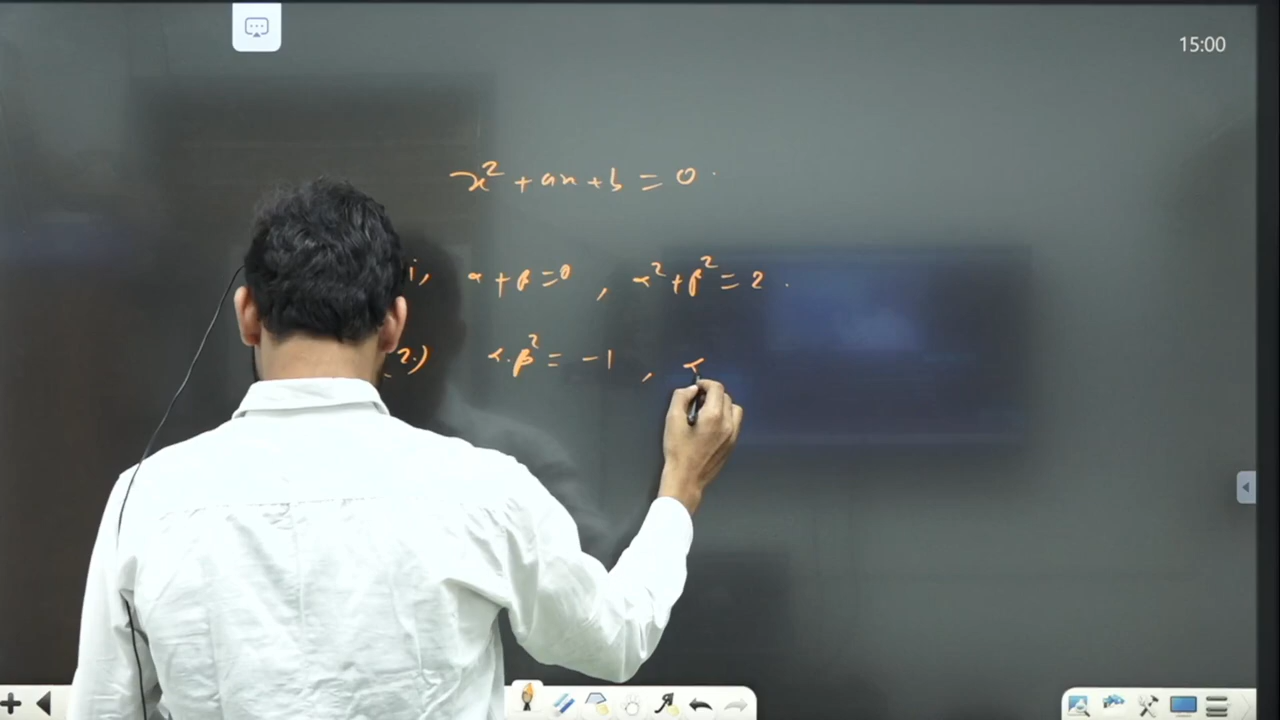 15:00
x² + ax + b = 0.
1, α + β = 0 , α² + β² = 2 .
2.) α.β² = -1 , α